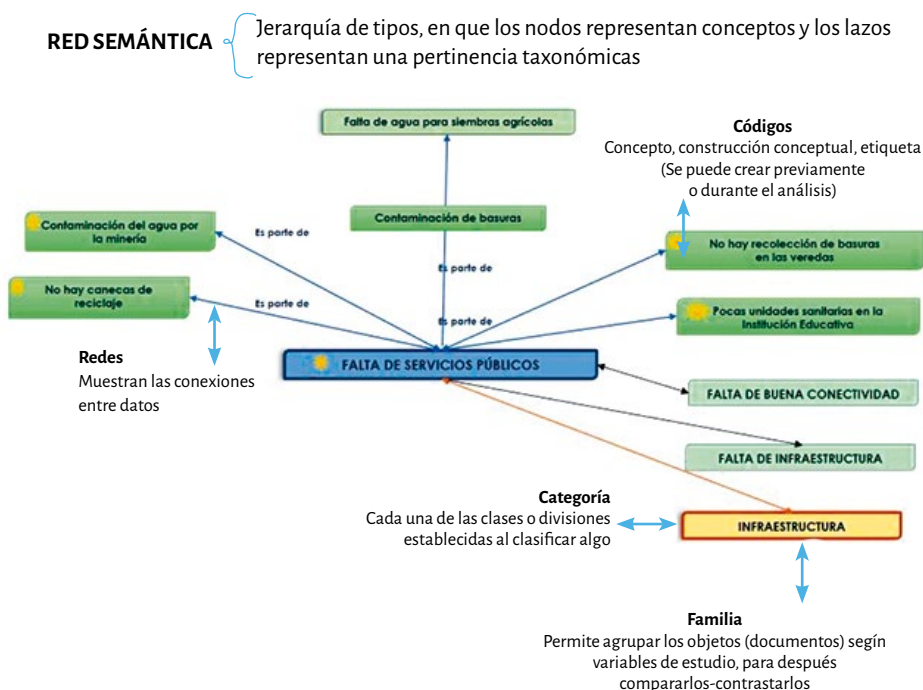 RED SEMÁNTICA
Jerarquía de tipos, en que los nodos representan conceptos y los lazos
representan una pertinencia taxonómicas
Falta de agua para siembras agrícolas
Códigos
Concepto, construcción conceptual, etiqueta
(Se puede crear previamente
o durante el análisis)
Contaminación del agua por
la minería
Es parte de
Contaminación de basuras
No hay recolección de basuras
en las veredas
Es parte de
No hay canecas de
reciclaje
Es parte de
Es parte de
Pocas unidades sanitarias en la
Institución Educativa
Redes
Muestran las conexiones
entre datos
FALTA DE SERVICIOS PÚBLICOS
FALTA DE BUENA CONECTIVIDAD
FALTA DE INFRAESTRUCTURA
Categoría
Cada una de las clases o divisiones
establecidas al clasificar algo
INFRAESTRUCTURA
Familia
Permite agrupar los objetos (documentos) segín
variables de estudio, para después
compararlos-contrastarlos